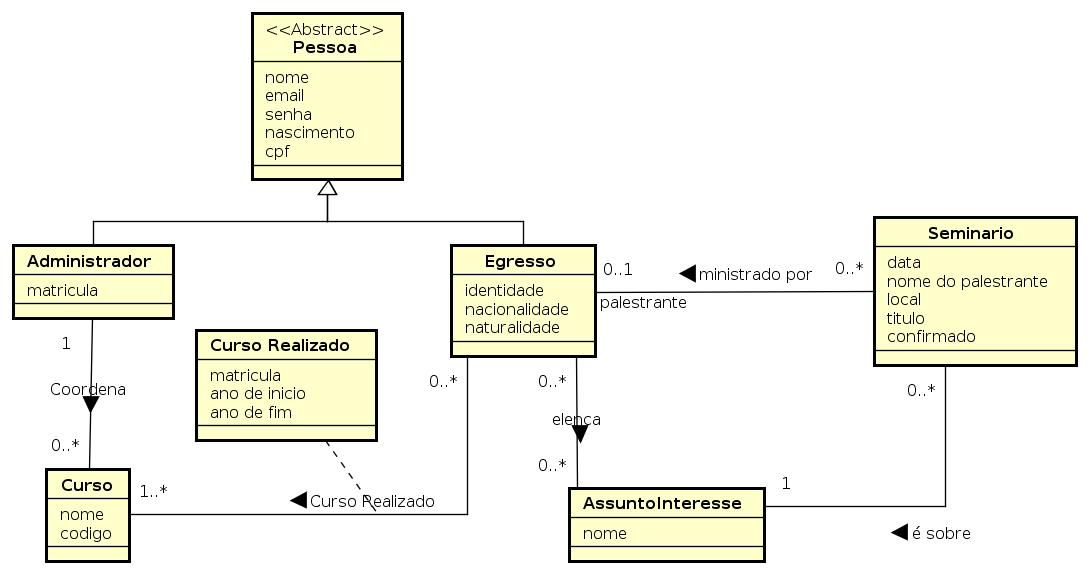 <<Abstract>>
Pessoa
nome
email
senha
nascimento
cpf
Administrador
matricula
Egresso
identidade
nacionalidade
naturalidade
Seminario
data
nome do palestrante
local
titulo
confirmado
0..1
ministrado por
0..*
palestrante
1
Coordena
0..*
Curso Realizado
matricula
ano de inicio
ano de fim
0..*
0..*
elenca
0..*
0..*
Curso
nome
codigo
1..*
Curso Realizado
AssuntoInteresse
nome
1
é sobre